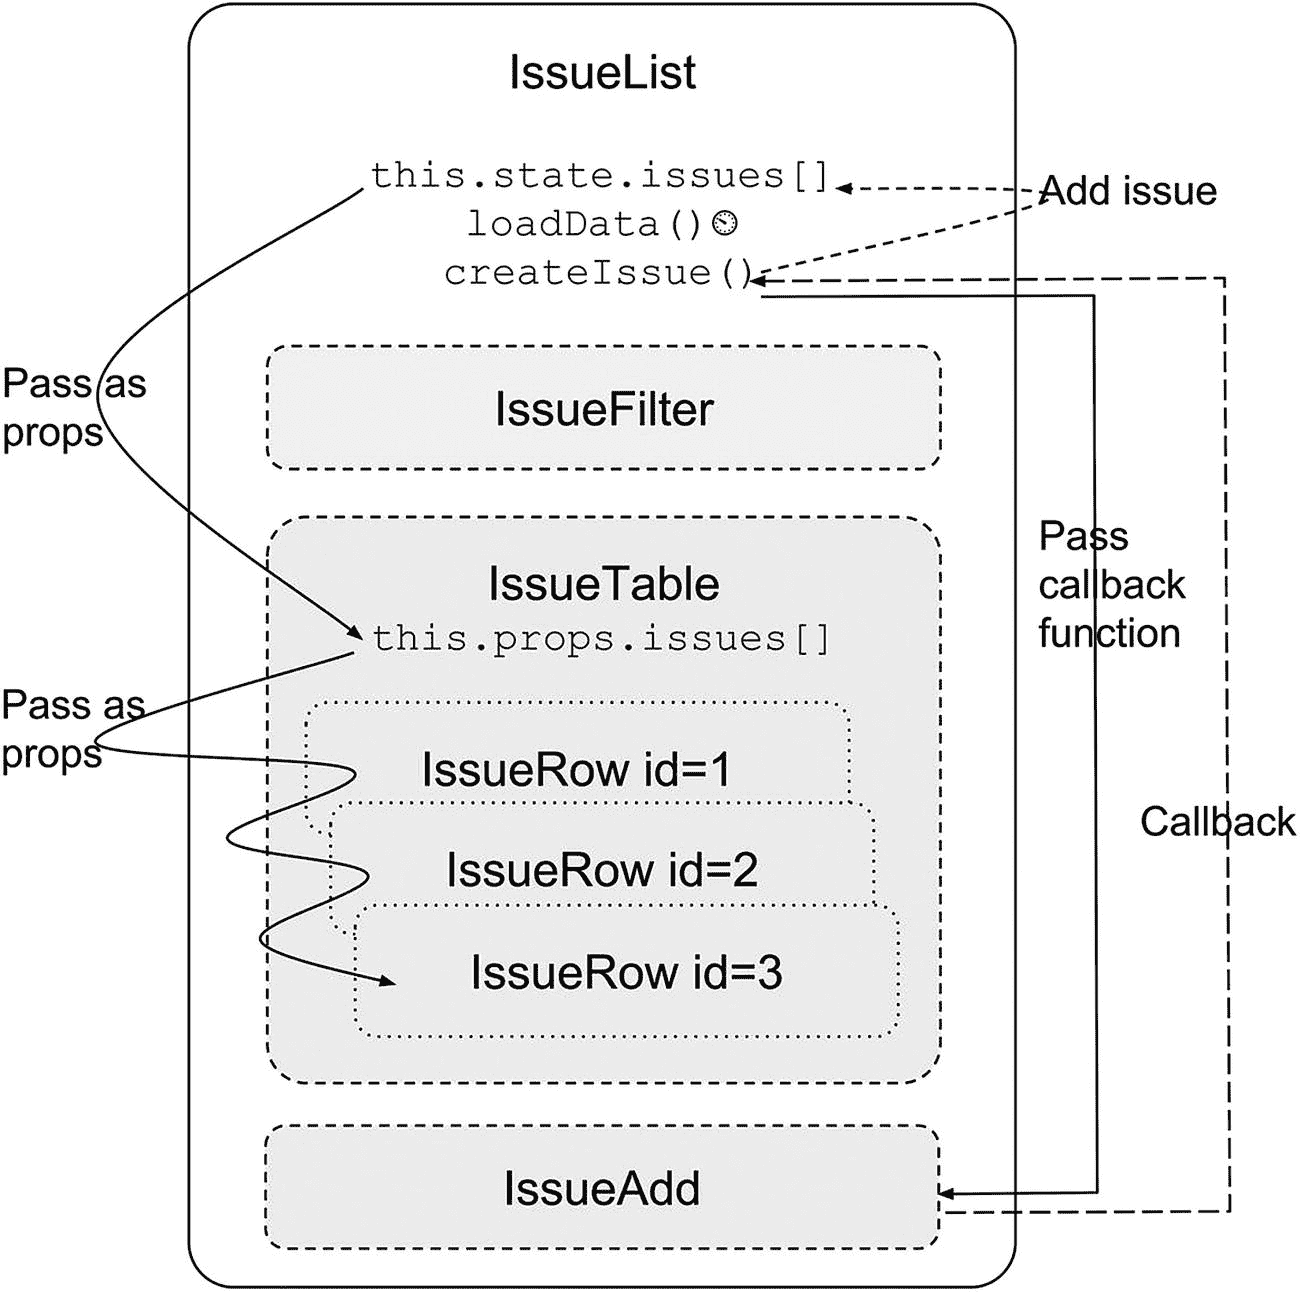 IssueList
this.state.issues[]
Add issue
loadData()
createIssue()
Pass as
props
IssueFilter
Pass
callback
function
IssueTable
this.props.issues[]
Pass as
props
IssueRow id=1
Callback
IssueRow id=2
IssueRow id=3
IssueAdd